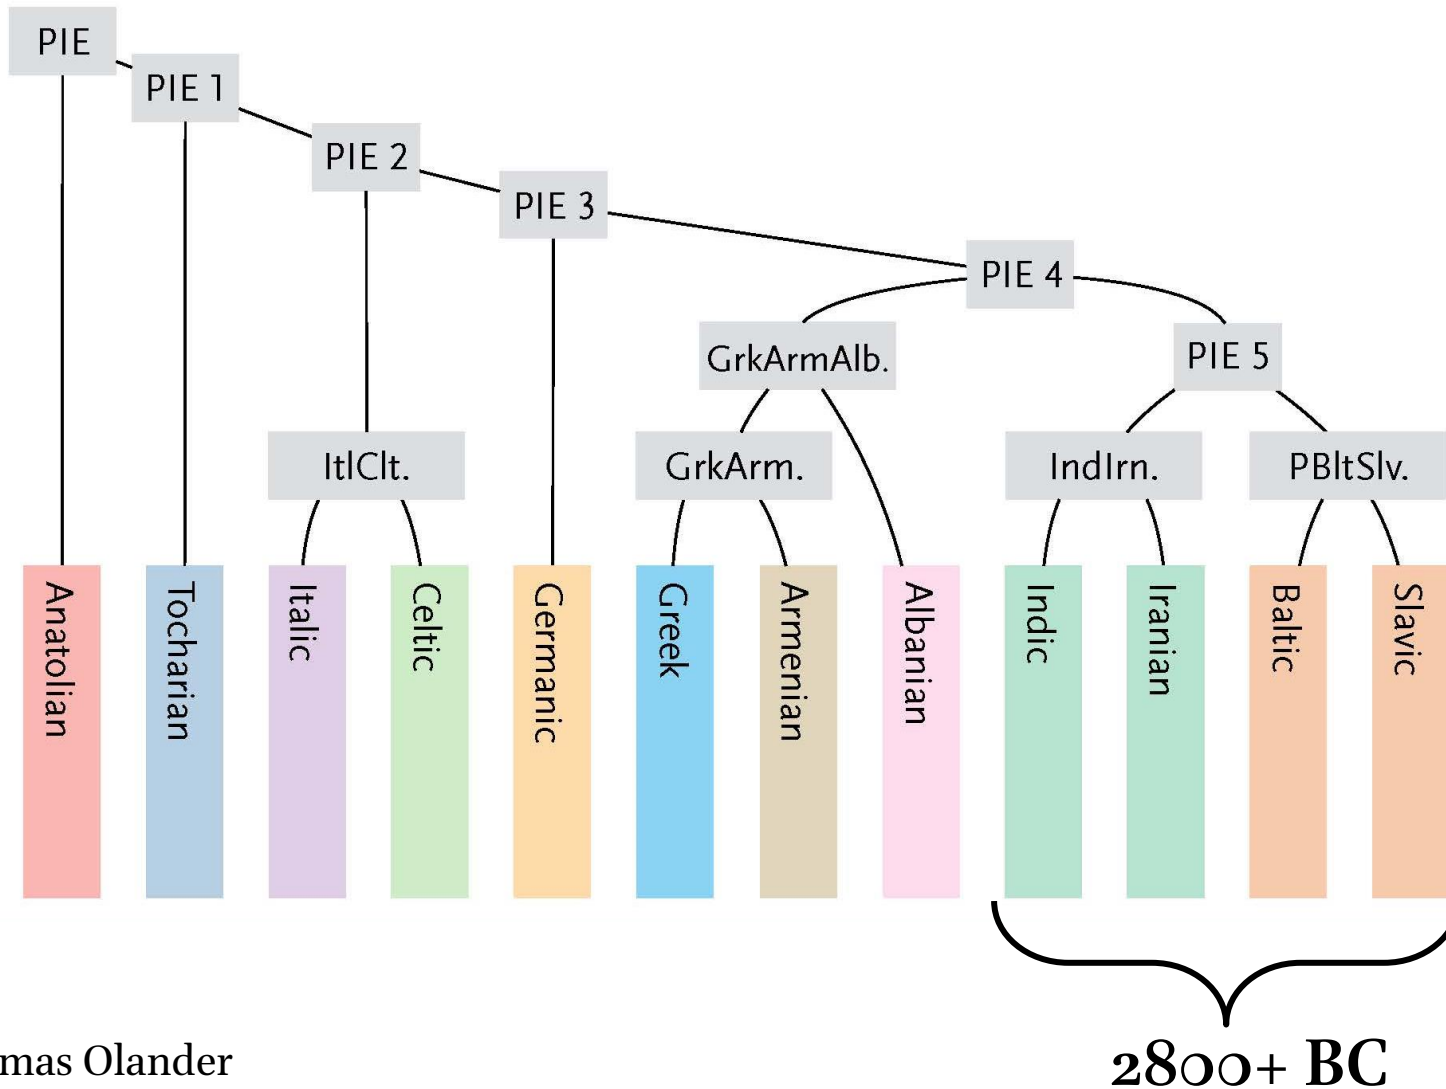 PIE
PIE 1
PIE 2
PIE 3
PIE 4
GrkArmAlb.
PIE 5
ItlClt.
GrkArm.
IndIrn.
PBltSlv.
Anatolian
Tocharian
Italic
Celtic
Germanic
Greek
Armenian
Albanian
Indic
Iranian
Baltic
Slavic
mas Olander
2800+ BC